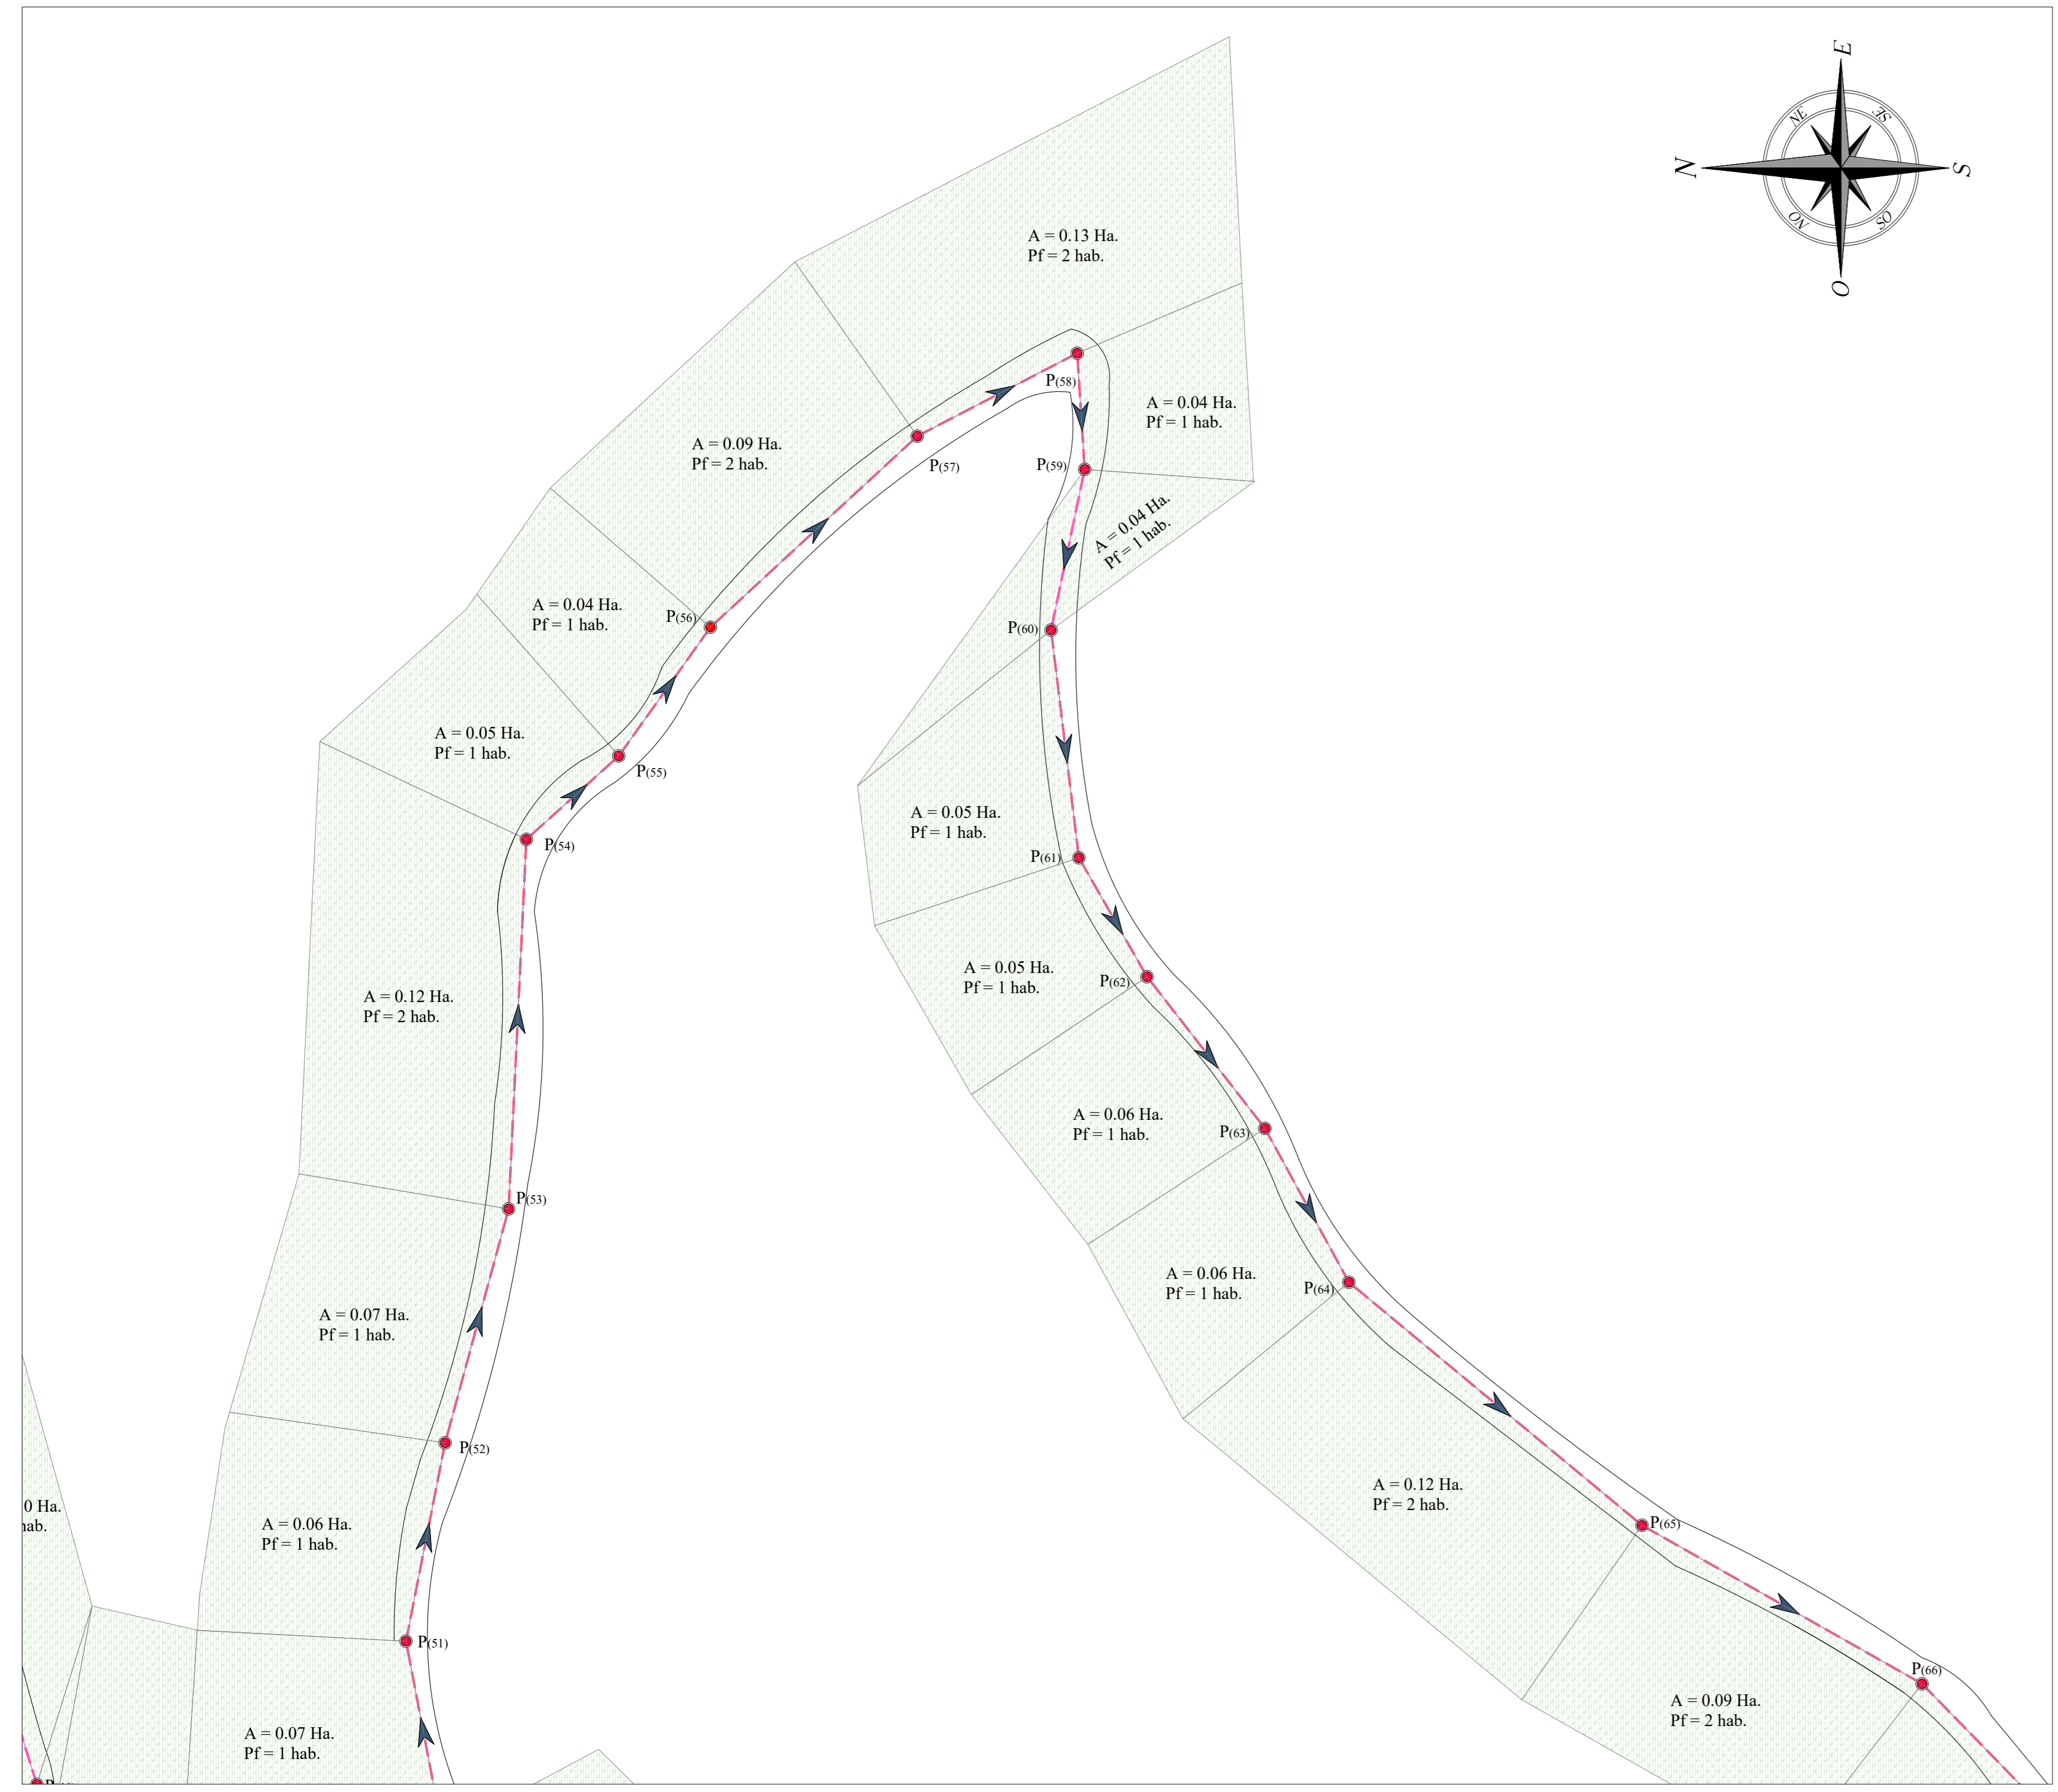 E
NE
SE
N
S
NO
SO
O
A = 0.13 Ha.
Pf = 2 hab.
P(58)
A = 0.04 Ha.
Pf = 1 hab.
A = 0.09 Ha.
Pf = 2 hab.
P(57)
P(59)
A = 0.04 Ha.
Pf = 1 hab.
A = 0.04 Ha.
Pf = 1 hab.
P(56)
P(60)
A = 0.05 Ha.
Pf = 1 hab.
P(55)
A = 0.05 Ha.
Pf = 1 hab.
P(54)
P(61)
A = 0.05 Ha.
Pf = 1 hab.
P(62)
A = 0.12 Ha.
Pf = 2 hab.
A = 0.06 Ha.
Pf = 1 hab.
P(63)
P(53)
A = 0.06 Ha.
Pf = 1 hab.
P(64)
A = 0.07 Ha.
Pf = 1 hab.
P(52)
A = 0.12 Ha.
Pf = 2 hab.
0 Ha.
ab.
A = 0.06 Ha.
Pf = 1 hab.
P(65)
P(51)
P(66)
A = 0.09 Ha.
Pf = 2 hab.
A = 0.07 Ha.
Pf = 1 hab.